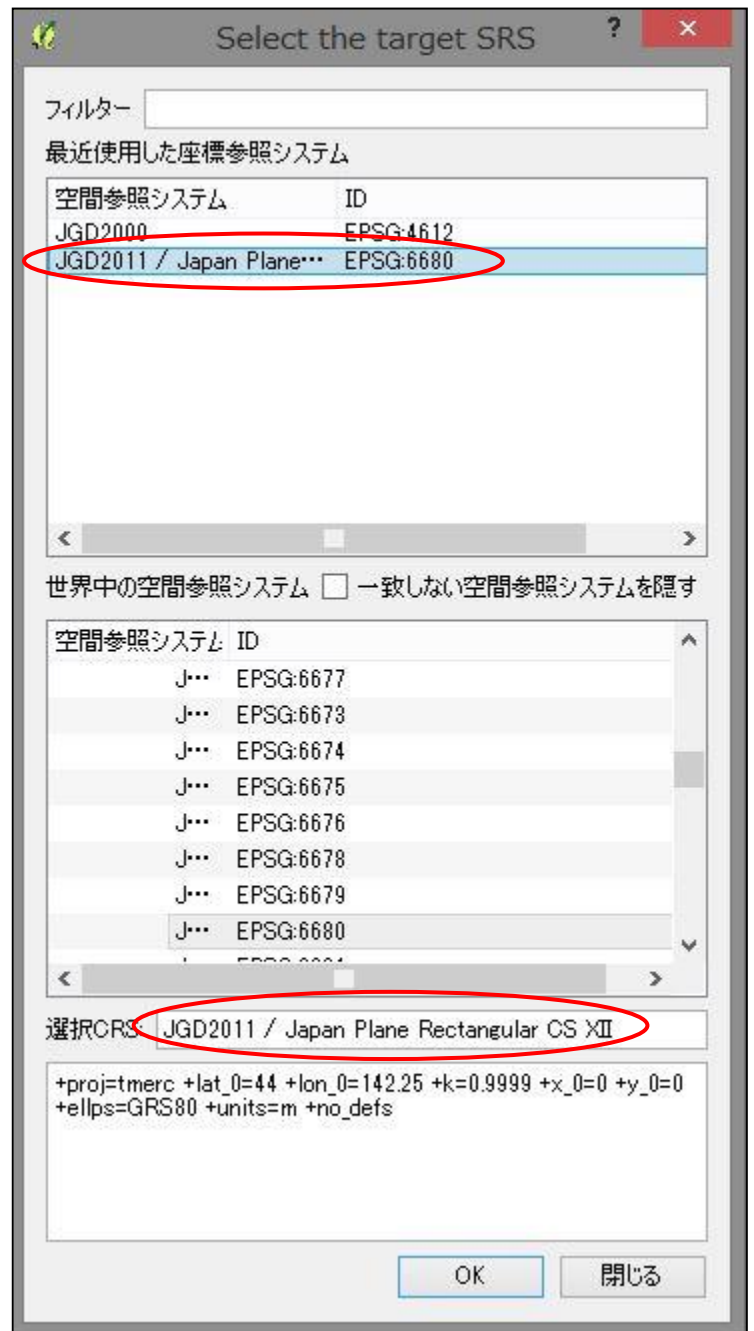 Select the target SRS ? ×
フィルター
最近使用した座標参照システム
空間参照システム ID
JGD2000 EPSG:4612
JGD2011 / Japan Plane… EPSG:6680
世界中の空間参照システム 一致しない空間参照システムを隠す
空間参照システム ID
J… EPSG:6677
J… EPSG:6673
J… EPSG:6674
J… EPSG:6675
J… EPSG:6676
J… EPSG:6678
J… EPSG:6679
J… EPSG:6680
選択CRS: JGD2011 / Japan Plane Rectangular CS XII
+proj=tmerc +lat_0=44 +lon_0=142.25 +k=0.9999 +x_0=0 +y_0=0
+ellps=GRS80 +units=m +no_defs
OK 閉じる